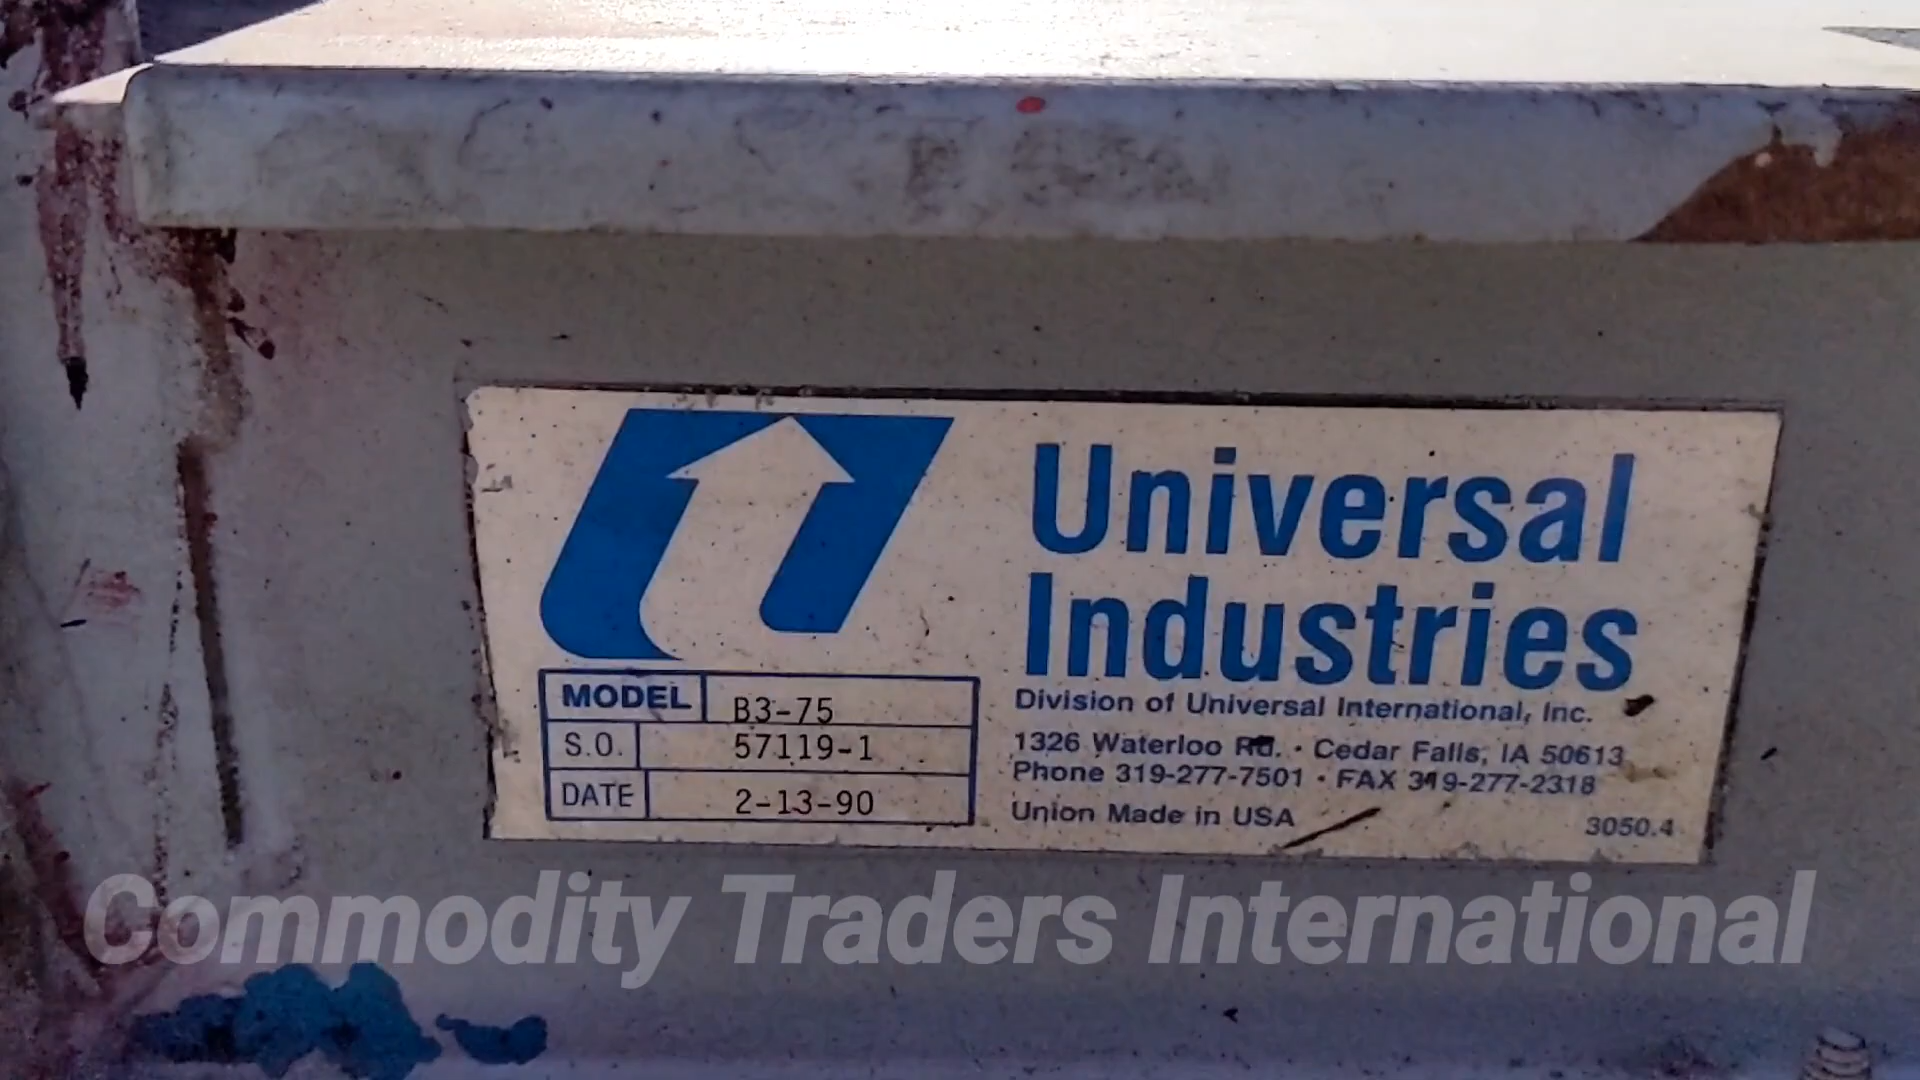 Universal
Industries
Division of Universal International, Inc.
1326 Waterloo Rd. • Cedar Falls, IA 50613
Phone 319-277-7501 • FAX 319-277-2318
Union Made in USA
3050.4
MODEL B3-75
S.O. 57119-1
DATE 2-13-90
Commodity Traders International